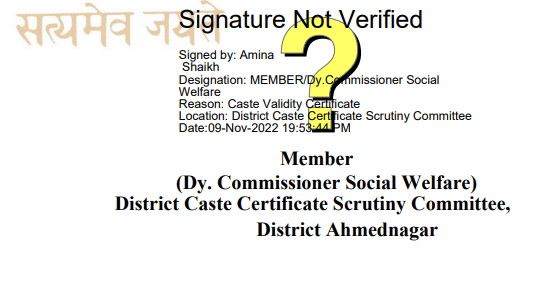 सत्यमेव जयते
Signature Not Verified
Signed by: Amina
Shaikh
Designation: MEMBER/Dy.Commissioner Social
Welfare
Reason: Caste Validity Certificate
Location: District Caste Certificate Scrutiny Committee
Date:09-Nov-2022 19:53:44 PM
?
Member
(Dy. Commissioner Social Welfare)
District Caste Certificate Scrutiny Committee,
District Ahmednagar